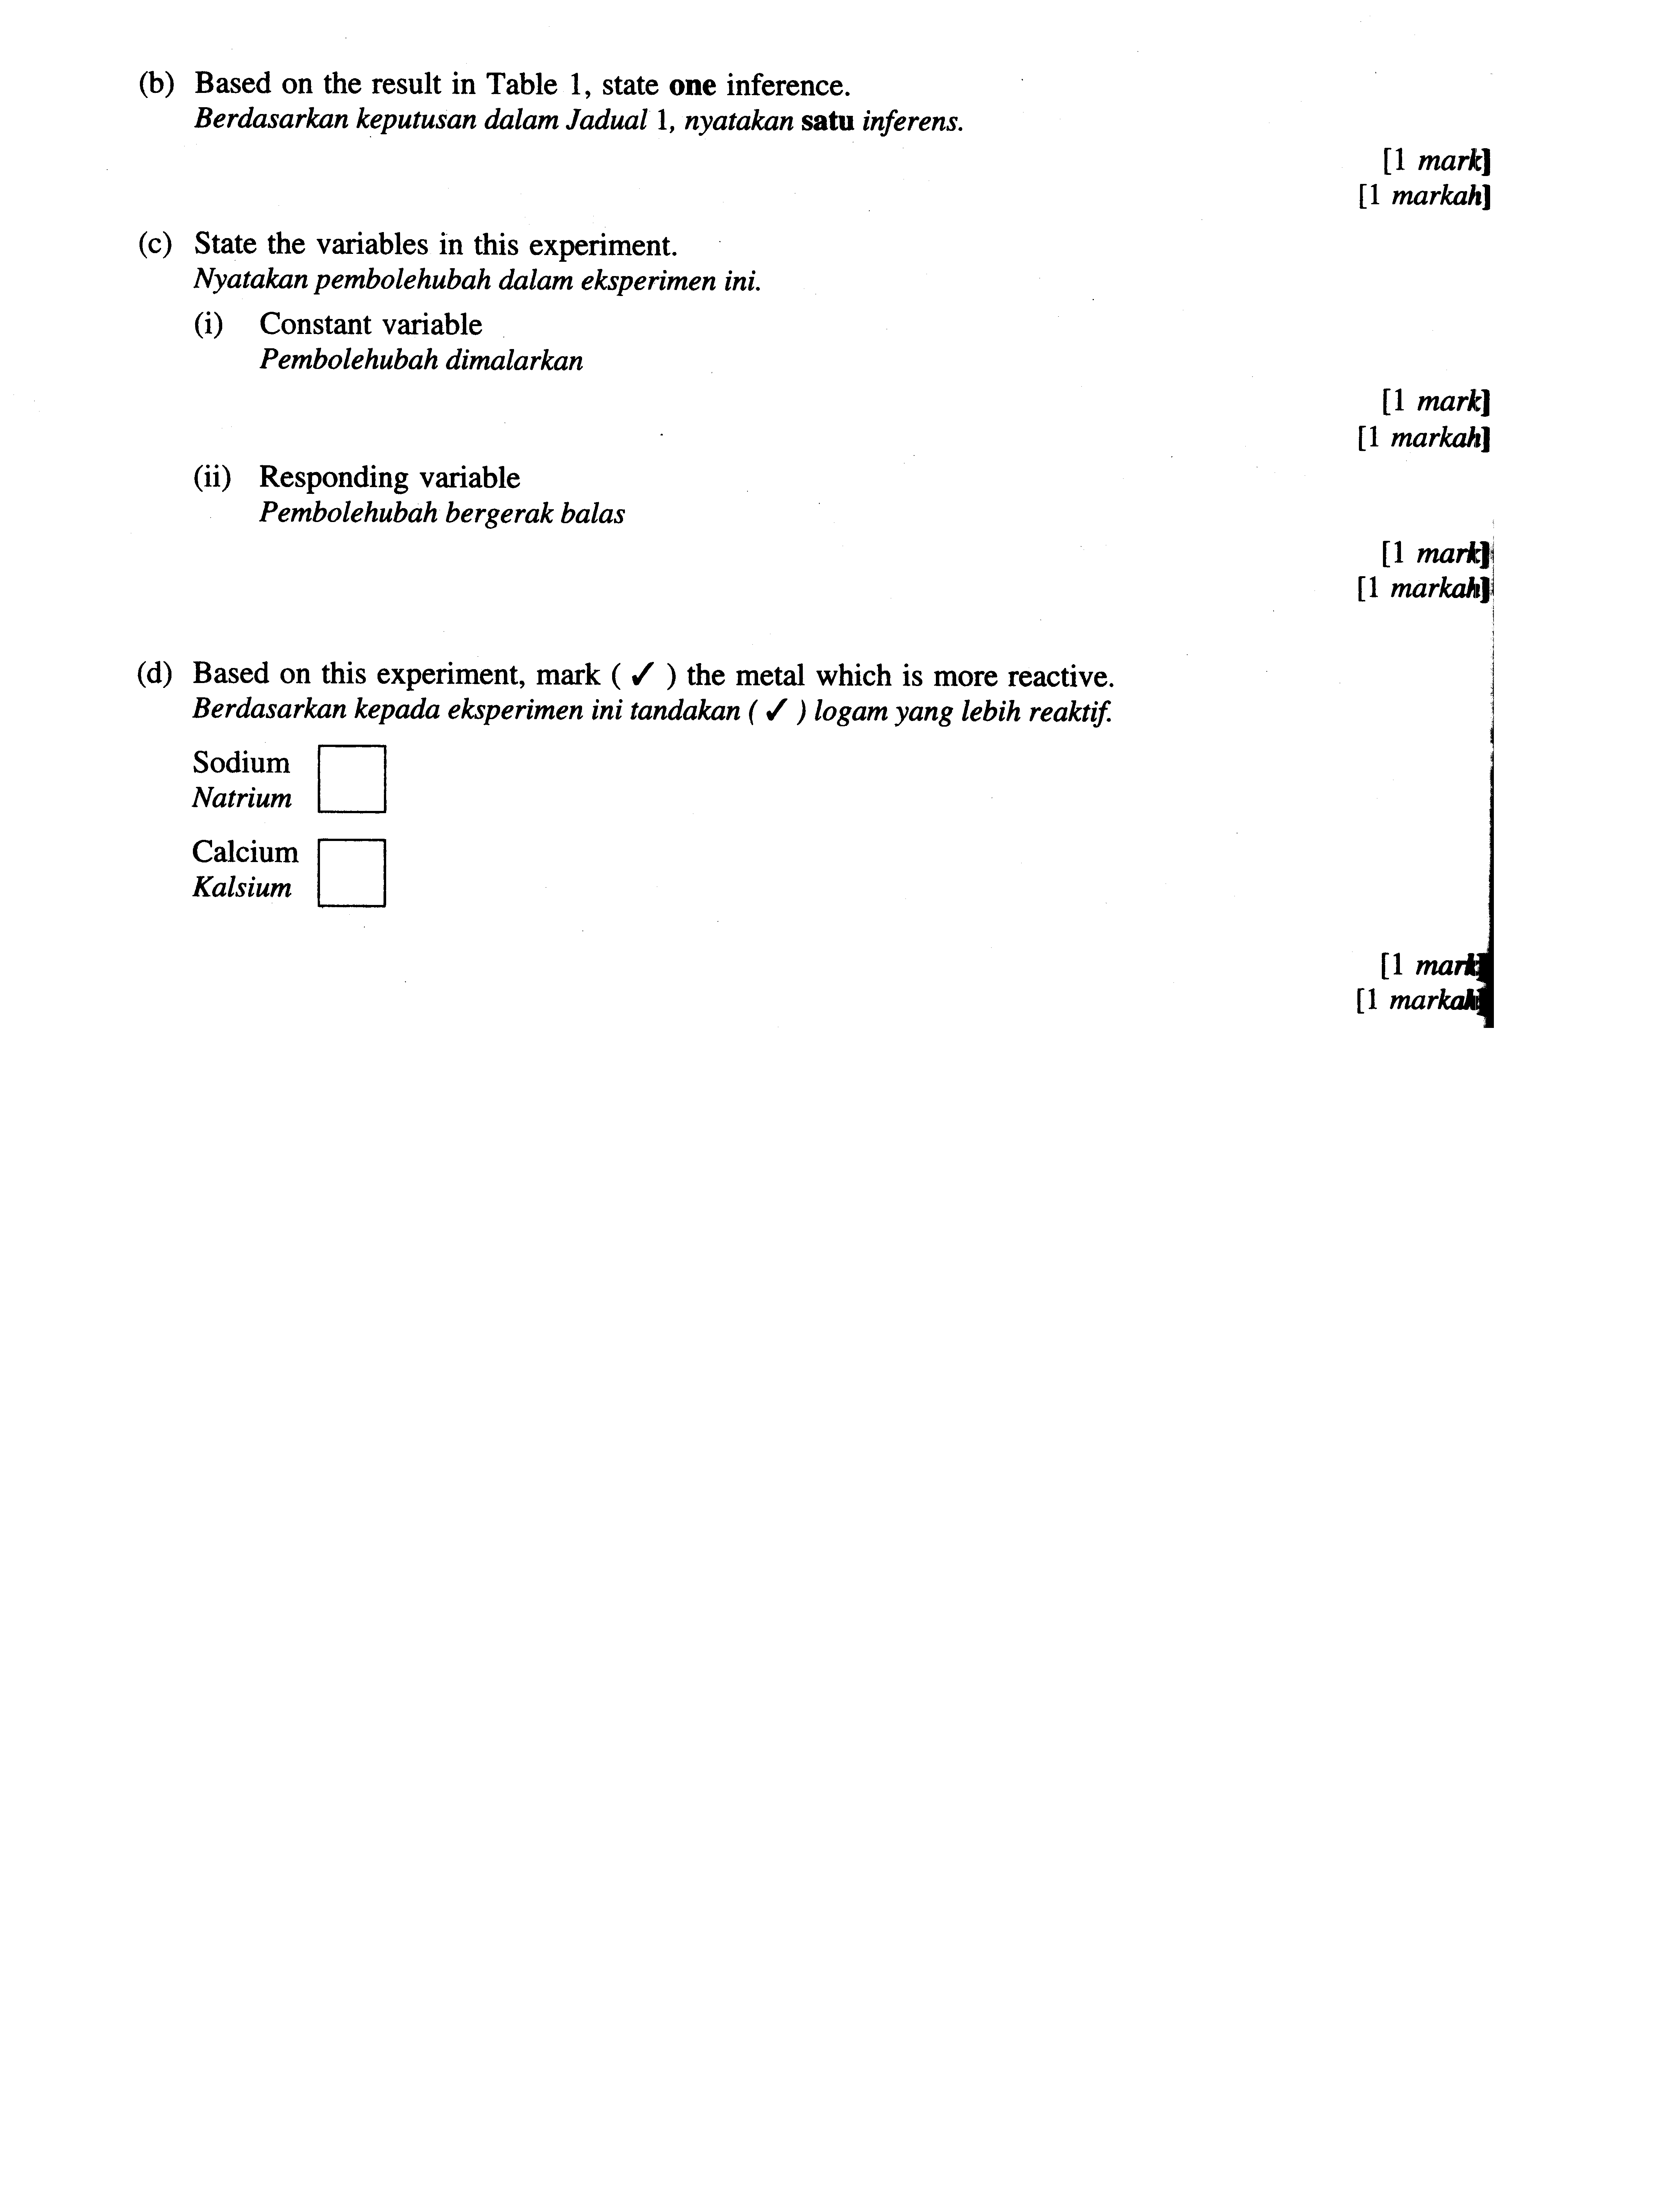 (b) Based on the result in Table 1, state one inference.
Berdasarkan keputusan dalam Jadual 1, nyatakan satu inferens.
[1 mark]
[1 markah]
(c) State the variables in this experiment.
Nyatakan pembolehubah dalam eksperimen ini.
(i) Constant variable
Pembolehubah dimalarkan
[1 mark]
[1 markah]
(ii) Responding variable
Pembolehubah bergerak balas
[1 mark]
[1 markah]
(d) Based on this experiment, mark ( ✓ ) the metal which is more reactive.
Berdasarkan kepada eksperimen ini tandakan ( ✓ ) logam yang lebih reaktif.
Sodium
Natrium
Calcium
Kalsium
[1 mark]
[1 markah]